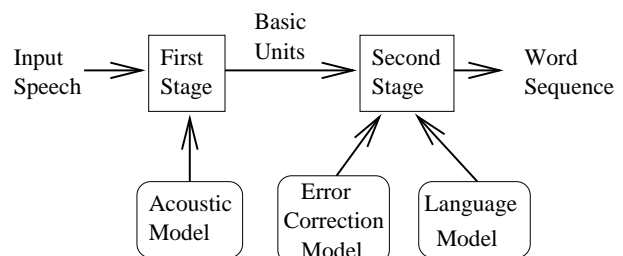 Basic
Units
Input
Speech
First
Stage
Second
Stage
Word
Sequence
Acoustic
Model
Error
Correction
Model
Language
Model